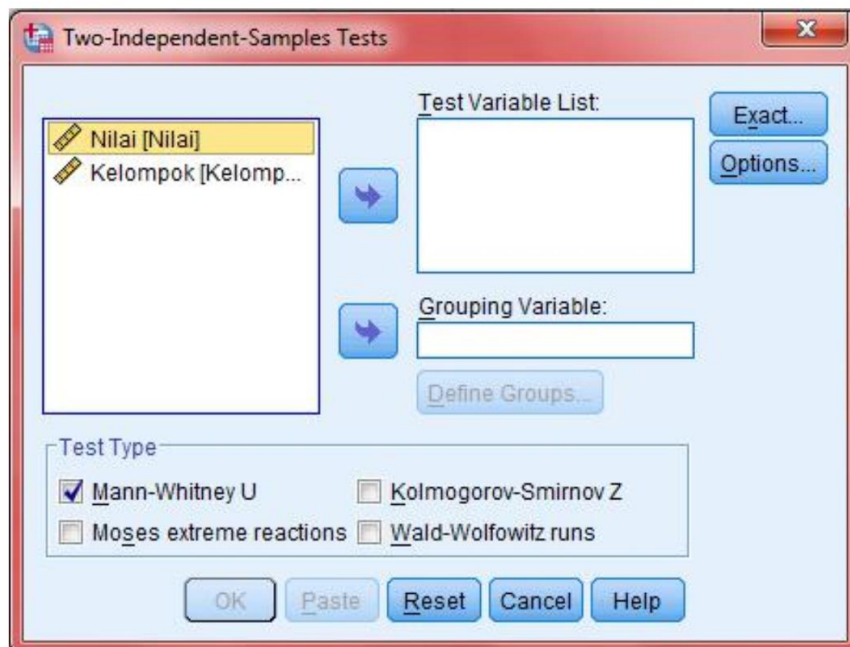 Two-Independent-Samples Tests
X
Test Variable List:
Nilai [Nilai]
Kelompok [Kelomp...
Exact...
Options...
Grouping Variable:
Define Groups...
Test Type
Mann-Whitney U
Kolmogorov-Smirnov Z
Moses extreme reactions
Wald-Wolfowitz runs
OK
Paste
Reset
Cancel
Help